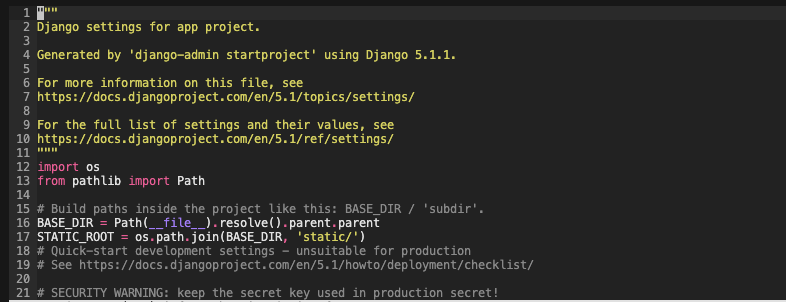 1 """
2 Django settings for app project.
3
4 Generated by 'django-admin startproject' using Django 5.1.1.
5
6 For more information on this file, see
7 https://docs.djangoproject.com/en/5.1/topics/settings/
8
9 For the full list of settings and their values, see
10 https://docs.djangoproject.com/en/5.1/ref/settings/
11 """
12 import os
13 from pathlib import Path
14
15 # Build paths inside the project like this: BASE_DIR / 'subdir'.
16 BASE_DIR = Path(__file__).resolve().parent.parent
17 STATIC_ROOT = os.path.join(BASE_DIR, 'static/')
18 # Quick-start development settings - unsuitable for production
19 # See https://docs.djangoproject.com/en/5.1/howto/deployment/checklist/
20
21 # SECURITY WARNING: keep the secret key used in production secret!